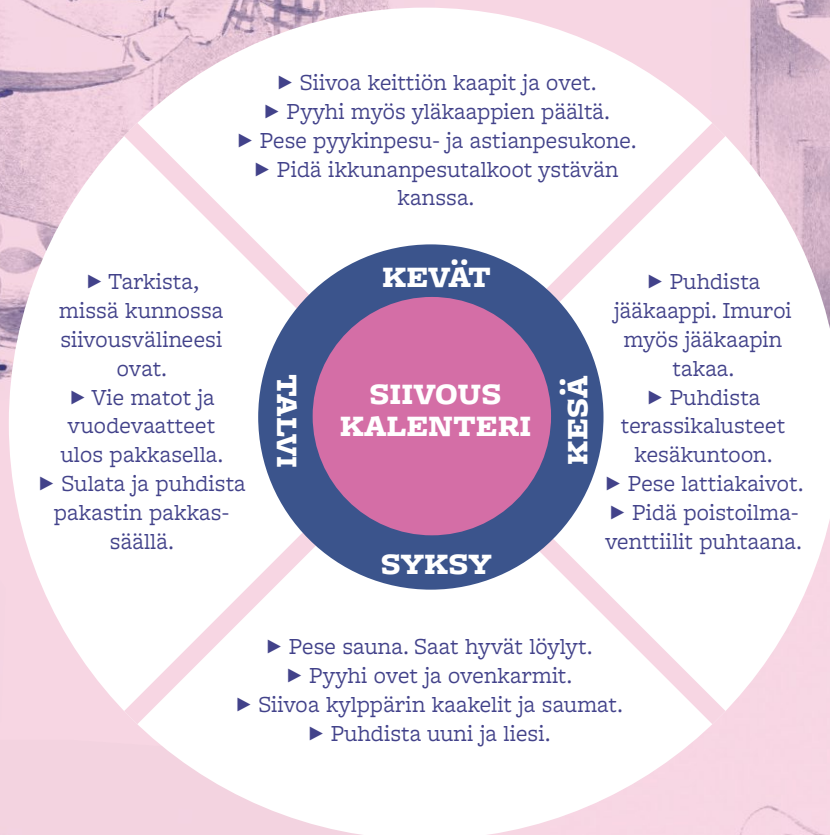 ▶ Siivoa keittiön kaapit ja ovet.
▶ Pyyhi myös yläkaappien päältä.
▶ Pese pyykinpesu- ja astianpesukone.
▶ Pidä ikkunanpesutalkoot ystävän
kanssa.
KEVÄT
▶ Puhdista
jääkaappi. Imuroi
myös jääkaapin
takaa.
▶ Puhdista
terassikalusteet
kesäkuntoon.
▶ Pese lattiakaivot.
▶ Pidä poistoilma-
venttiilit puhtaana.
KESÄ
SIIVOUS
KALENTERI
TALVI
▶ Tarkista,
missä kunnossa
siivousvälineesi
ovat.
▶ Vie matot ja
vuodevaatteet
ulos pakkasella.
▶ Sulata ja puhdista
pakastin pakkas-
säällä.
SYKSY
▶ Pese sauna. Saat hyvät löylyt.
▶ Pyyhi ovet ja ovenkarmit.
▶ Siivoa kylppärin kaakelit ja saumat.
▶ Puhdista uuni ja liesi.